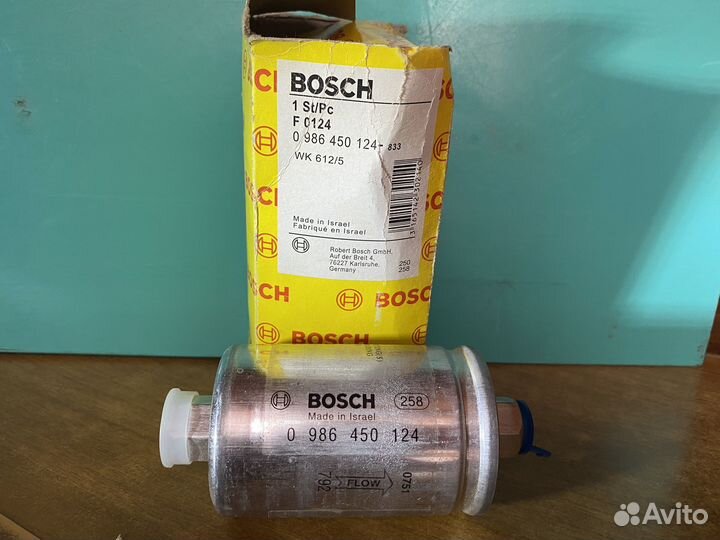 BOSCH
1 St/Pc
F 0124
0 986 450 124- 833
WK 612/5
Made in Israel
Fabriqué en Israel
Robert Bosch GmbH,
Auf der Breit 4,
76227 Karlsruhe,
Germany
250
258
BOSCH
BOSCH 258
Made in Israel
0 986 450 124
FLOW
792
0751
Avito